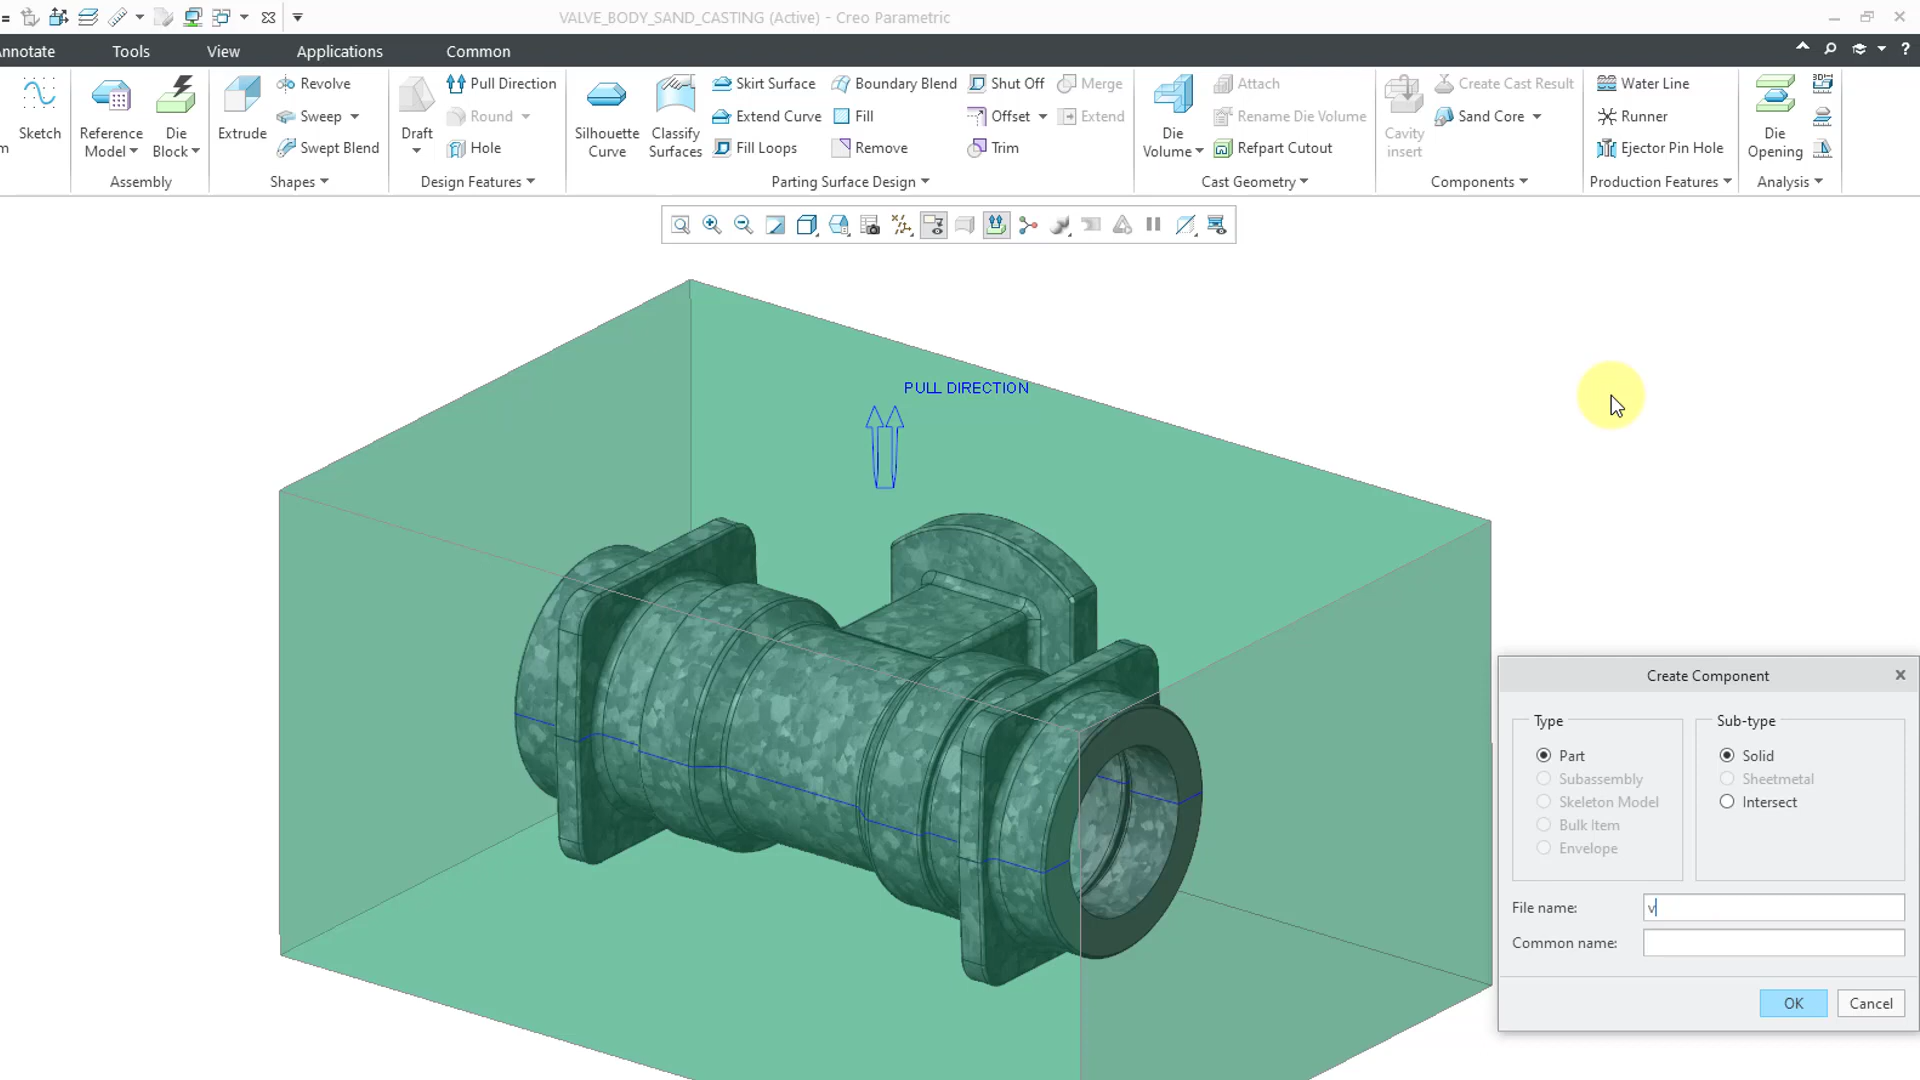 VALVE_BODY_SAND_CASTING (Active) - Creo Parametric
Annotate Tools View Applications Common
Sketch Reference Model Die Block Assembly
Extrude Revolve Sweep Swept Blend Shapes
Draft Pull Direction Round Hole Design Features
Silhouette Curve Classify Surfaces Skirt Surface Extend Curve Fill Loops Boundary Blend Fill Remove Shut Off Offset Trim Merge Extend Parting Surface Design
Die Volume Attach Rename Die Volume Refpart Cutout Cast Geometry
Cavity insert Create Cast Result Sand Core Components
Water Line Runner Ejector Pin Hole Production Features
Die Opening Analysis
PULL DIRECTION
Create Component
Type Sub-type
Part Solid
Subassembly Sheetmetal
Skeleton Model Intersect
Bulk Item
Envelope
File name: v
Common name:
OK Cancel